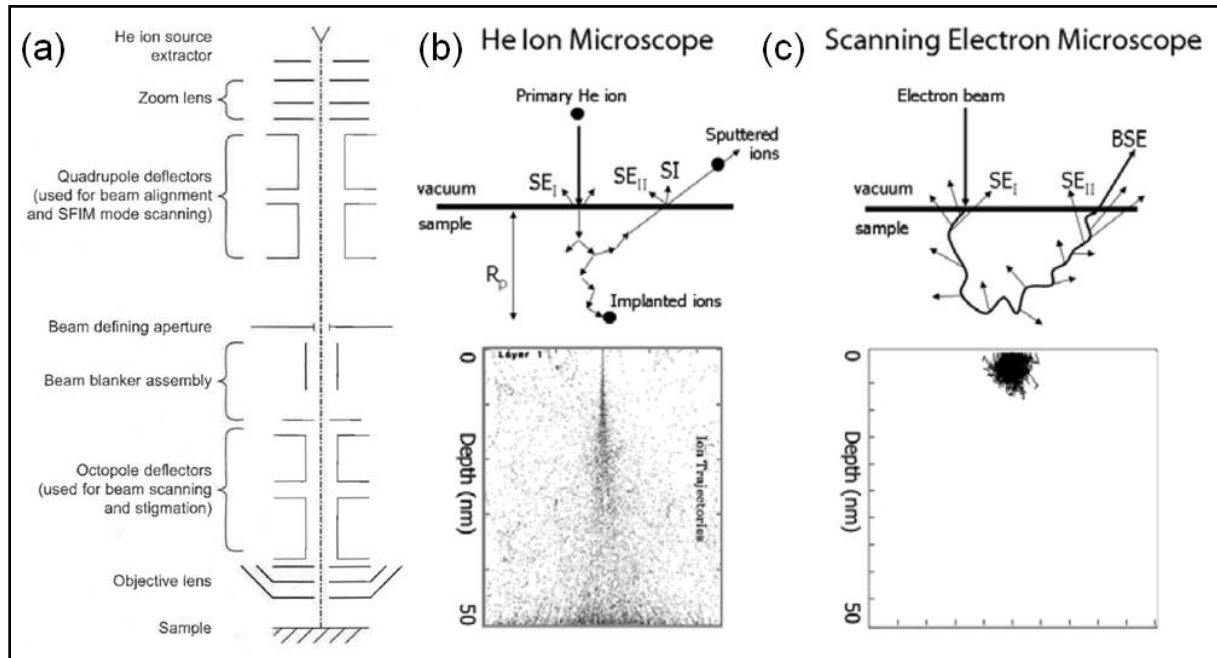 (a)
He ion source
extractor
Zoom lens
Quadrupole deflectors
(used for beam alignment
and SFIM mode scanning)
Beam defining aperture
Beam blanker assembly
Octopole deflectors
(used for beam scanning
and stigmation)
Objective lens
Sample
(b) He Ion Microscope
Primary He ion
Sputtered
ions
SE_I
SE_II
SI
vacuum
sample
R_p
Implanted ions
0
Layer 1
Depth (nm)
Ion Trajectories
50
(c) Scanning Electron Microscope
Electron beam
BSE
SE_I
SE_II
vacuum
sample
0
Depth (nm)
50